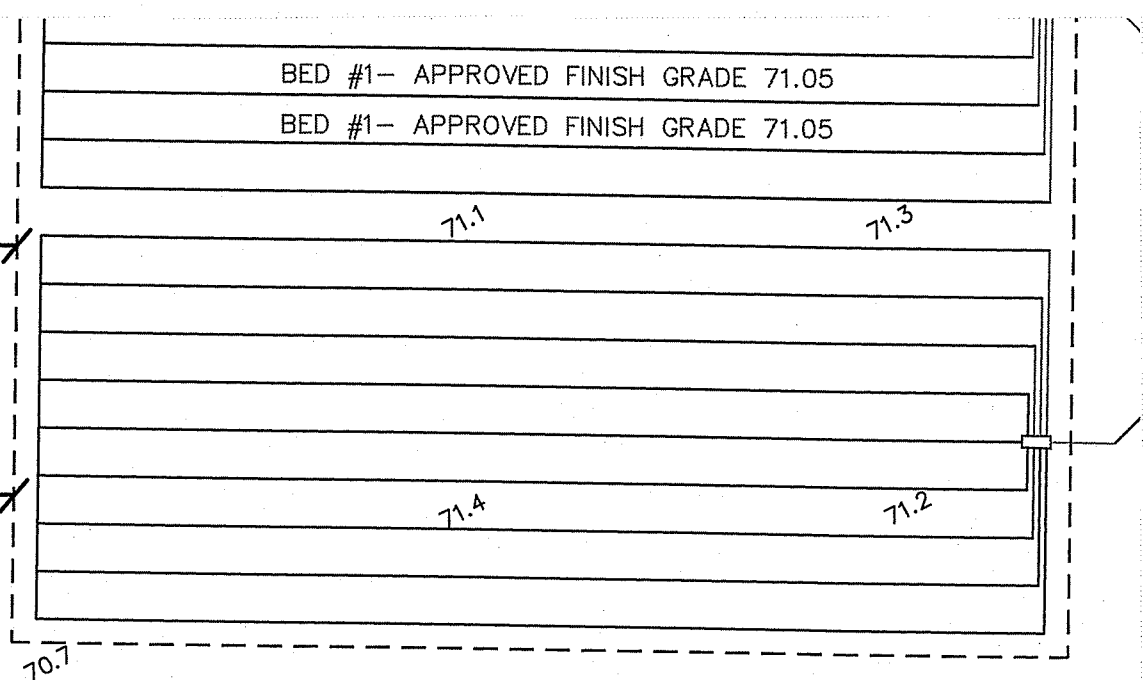 BED #1- APPROVED FINISH GRADE 71.05
BED #1- APPROVED FINISH GRADE 71.05
71.1
71.3
71.4
71.2
70.7